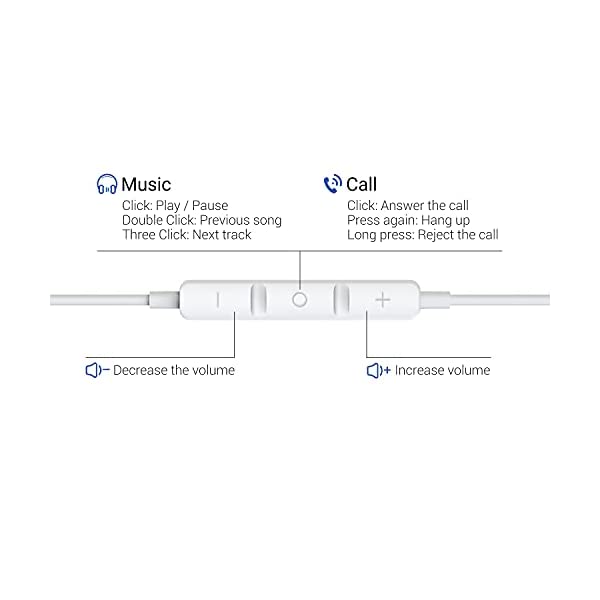 Music
Click: Play / Pause
Double Click: Previous song
Three Click: Next track
Call
Click: Answer the call
Press again: Hang up
Long press: Reject the call
− +
− Decrease the volume
+ Increase volume